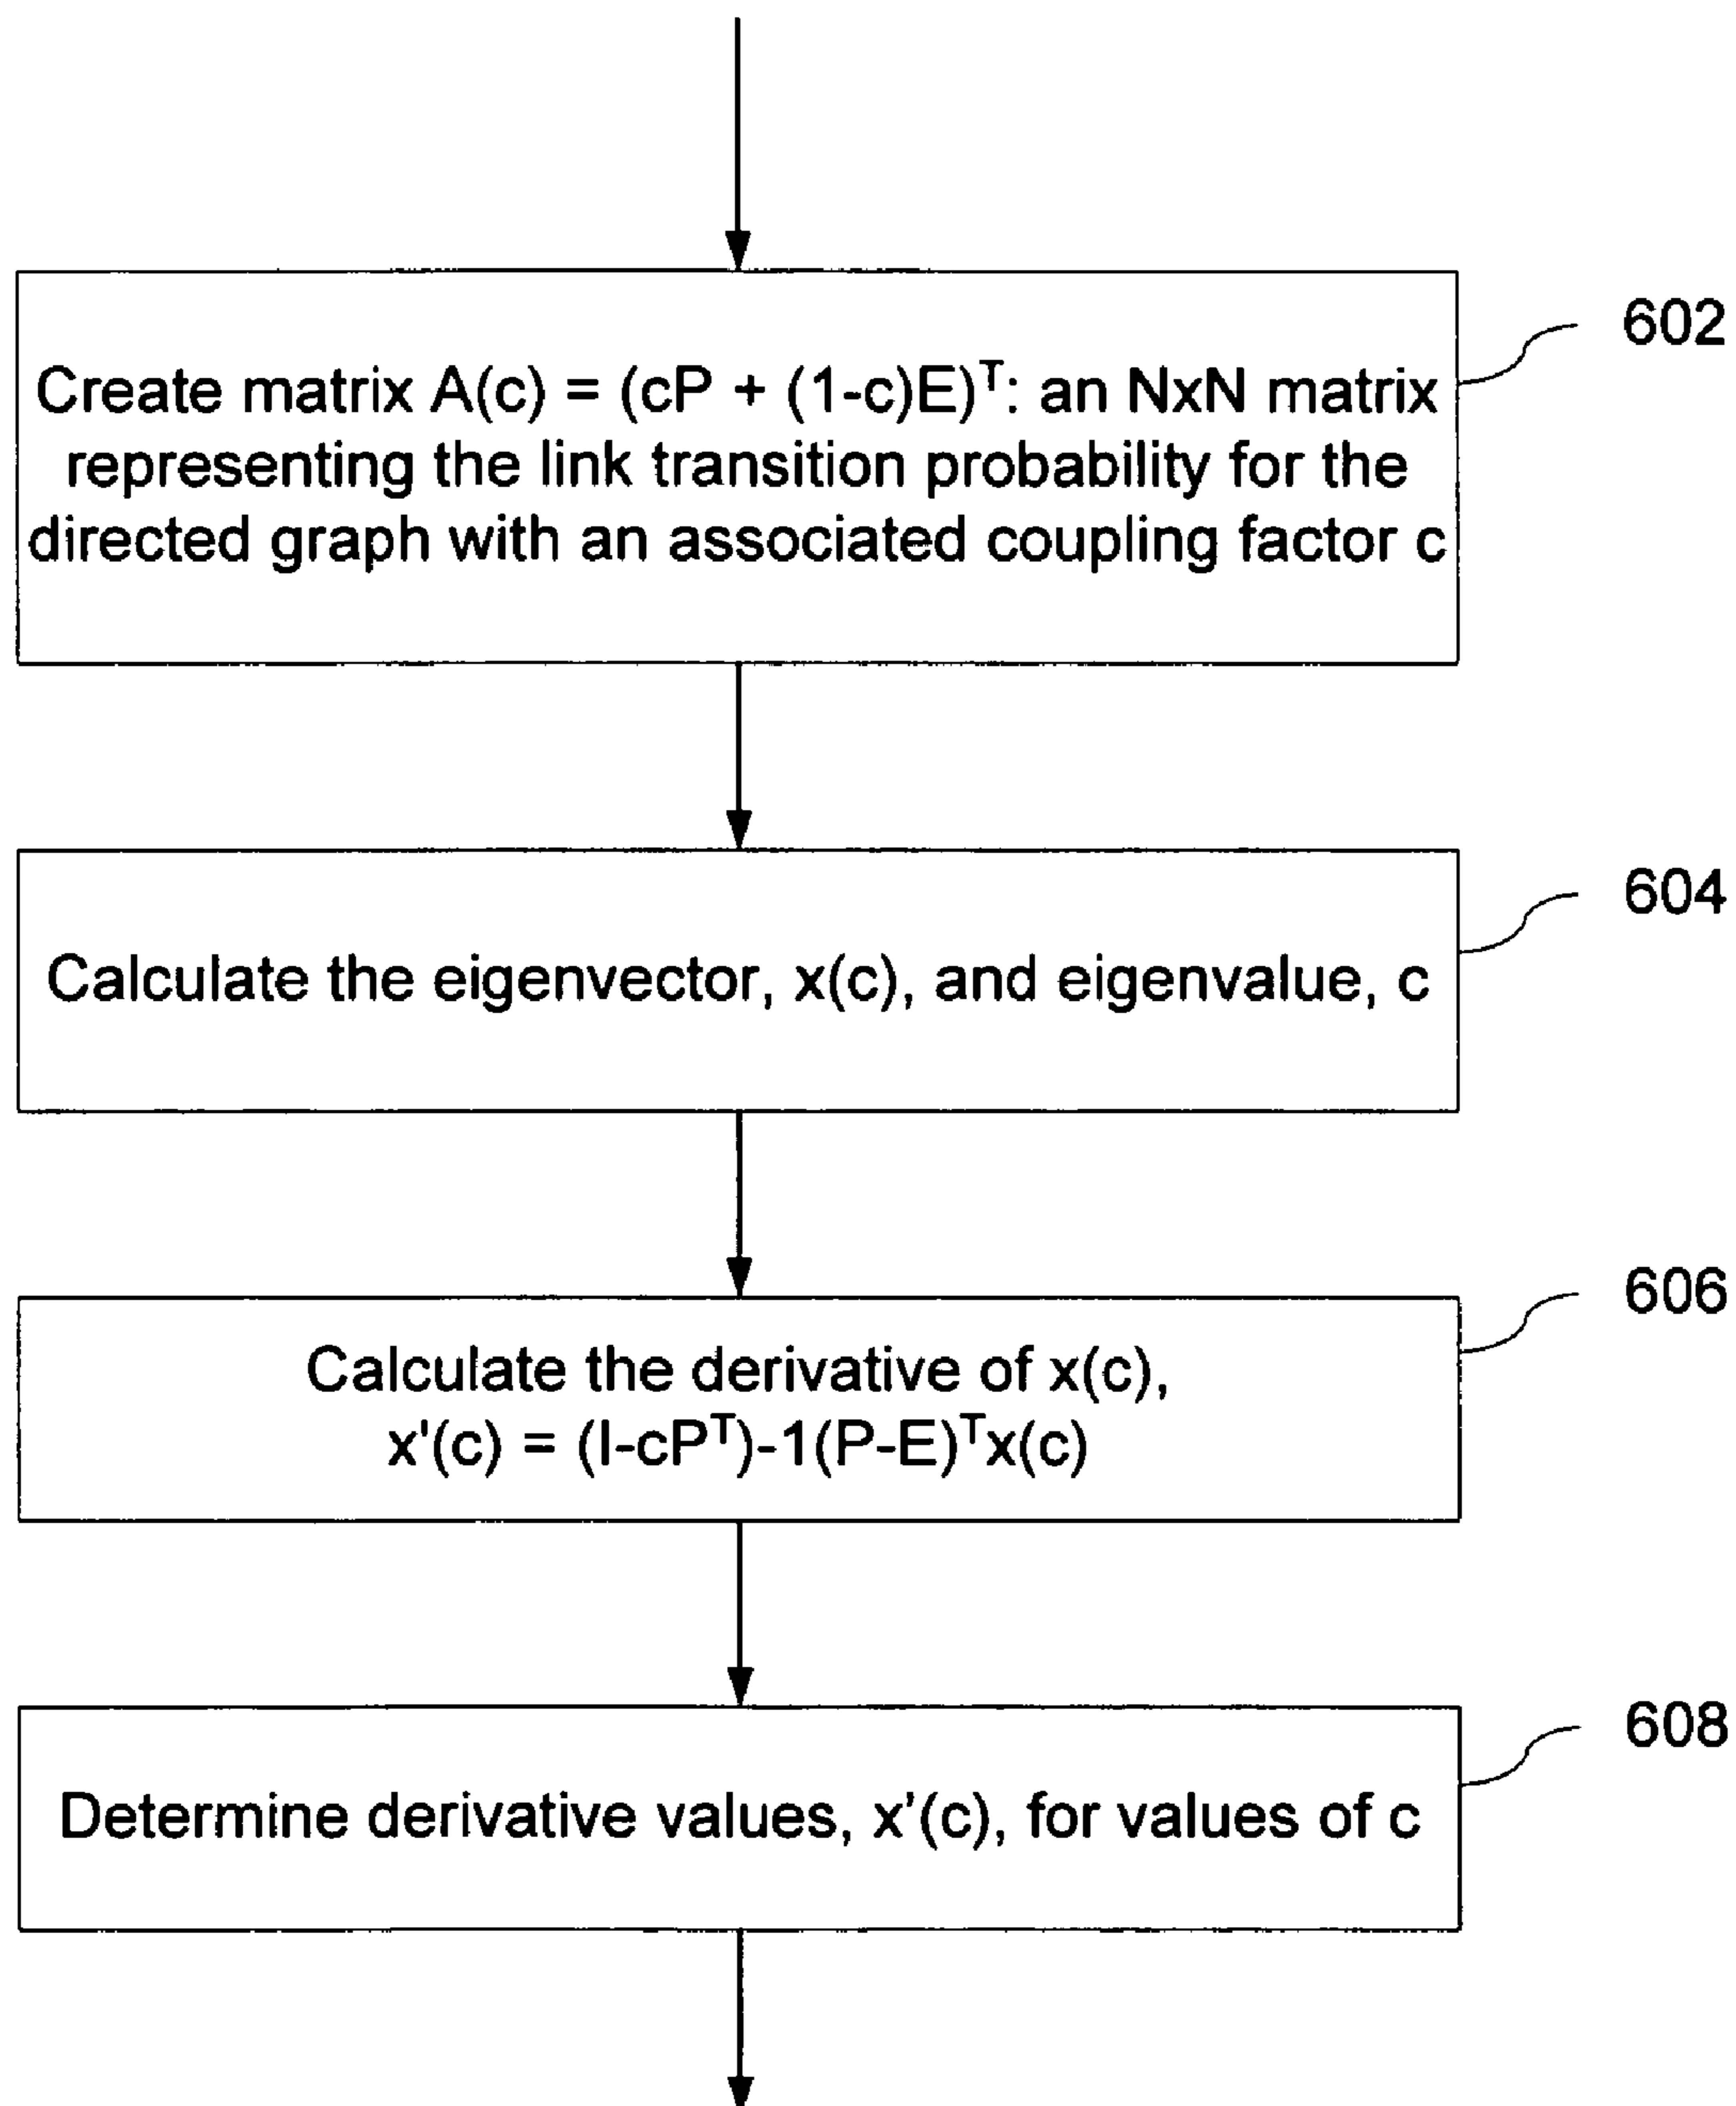 Create matrix A(c) = (cP + (1-c)E)ᵀ: an NxN matrix
representing the link transition probability for the
directed graph with an associated coupling factor c
602
Calculate the eigenvector, x(c), and eigenvalue, c
604
Calculate the derivative of x(c),
x'(c) = (I-cPᵀ)-1(P-E)ᵀx(c)
606
Determine derivative values, x'(c), for values of c
608